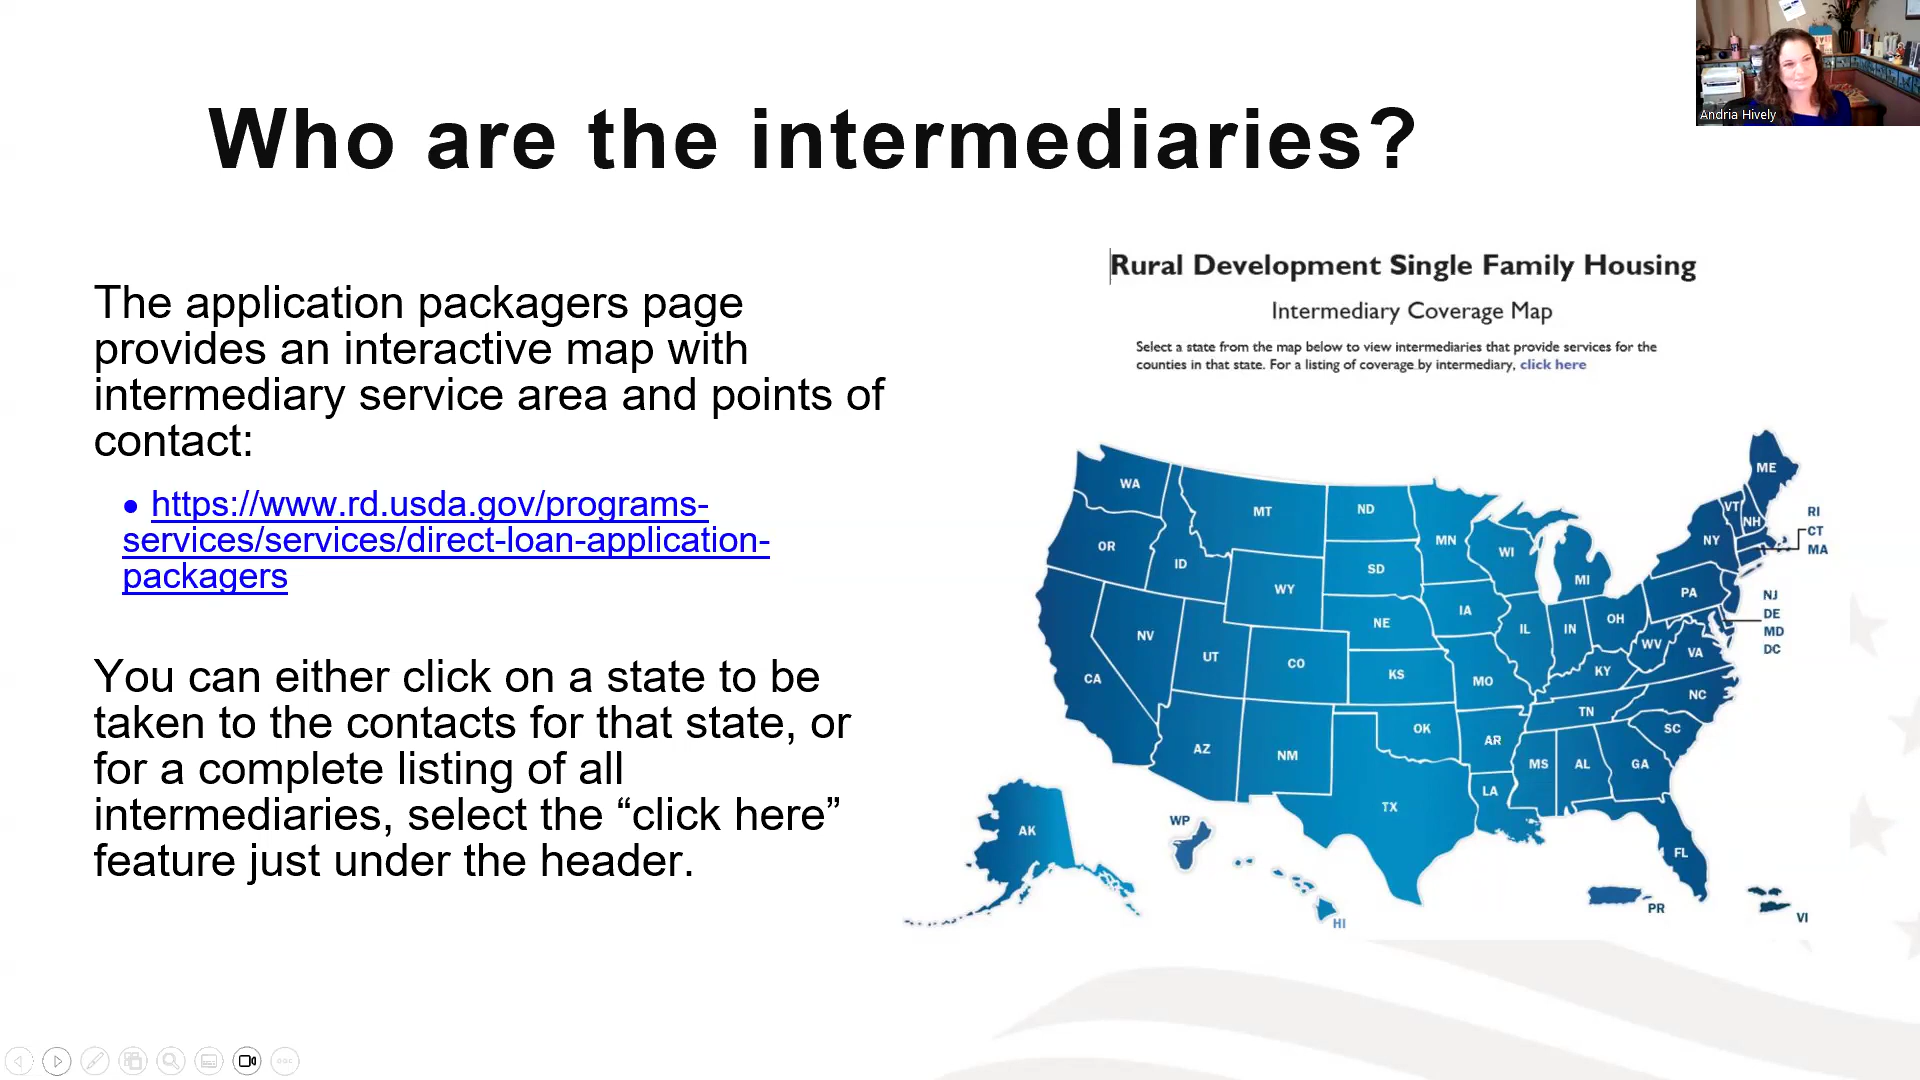 Andria Hively
Who are the intermediaries?
The application packagers page
provides an interactive map with
intermediary service area and points of
contact:
• https://www.rd.usda.gov/programs-
services/services/direct-loan-application-
packagers
You can either click on a state to be
taken to the contacts for that state, or
for a complete listing of all
intermediaries, select the “click here”
feature just under the header.
Rural Development Single Family Housing
Intermediary Coverage Map
Select a state from the map below to view intermediaries that provide services for the
counties in that state. For a listing of coverage by intermediary, click here
WA
OR
CA
ID
NV
MT
WY
UT
AZ
CO
NM
ND
SD
NE
KS
OK
TX
MN
IA
MO
AR
LA
WI
IL
MI
IN
OH
KY
TN
MS
AL
GA
FL
SC
NC
VA
WV
PA
NY
VT
NH
ME
RI
CT
MA
NJ
DE
MD
DC
AK
WP
HI
PR
VI